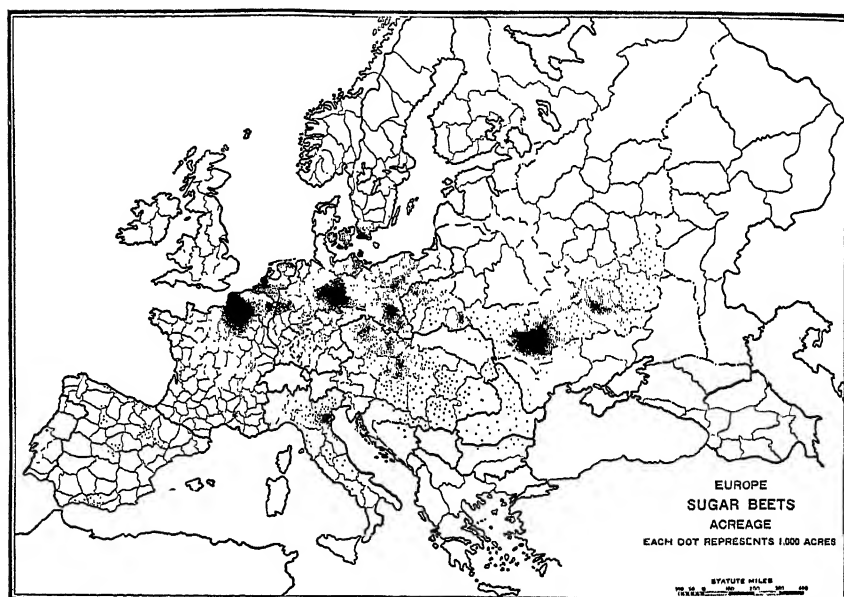 EUROPE
SUGAR BEETS
ACREAGE
EACH DOT REPRESENTS 1,000 ACRES
STATUTE MILES